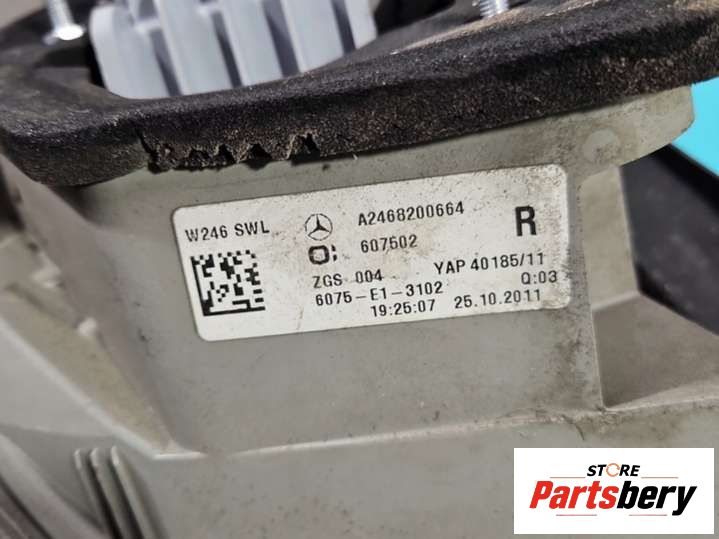 W246 SWL
A2468200664
R
607502
ZGS 004 YAP 40185/11
6075-E1-3102 Q:03
19:25:07 25.10.2011
STORE
Partsbery